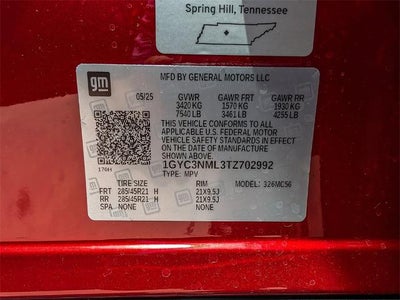 Spring Hill, Tennessee
gm
MFD BY GENERAL MOTORS LLC
05/25 GVWR GAWR FRT GAWR RR
3420 KG 1570 KG 1930 KG
7540 LB 3461 LB 4255 LB
THIS VEHICLE CONFORMS TO ALL
APPLICABLE U.S. FEDERAL MOTOR
VEHICLE SAFETY STANDARDS IN EFFECT
ON THE DATE OF MANUFACTURE
SHOWN ABOVE.
1GYC3NML3TZ702992
TYPE: MPV
170H
TIRE SIZE RIM MODEL: 326MC56
FRT 285/45R21 H 21X9.5J
RR 285/45R21 H 21X9.5J
SPA NONE NONE